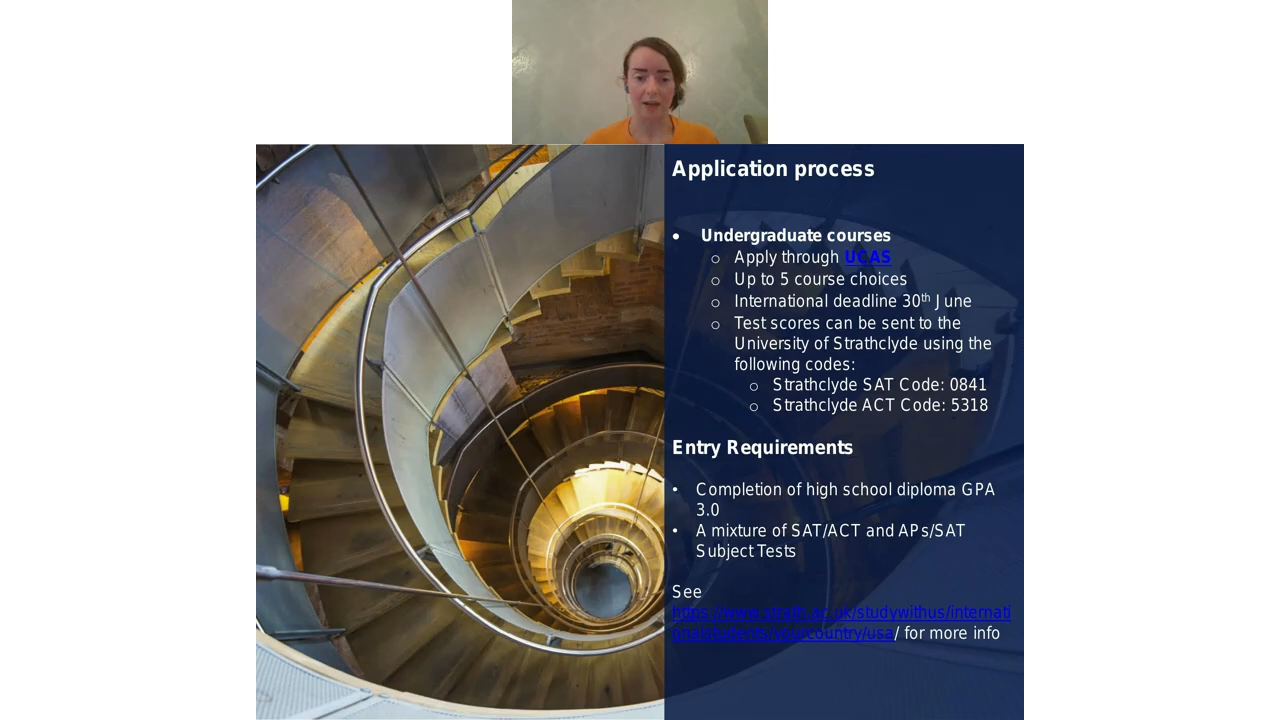 Application process
• Undergraduate courses
o Apply through UCAS
o Up to 5 course choices
o International deadline 30th June
o Test scores can be sent to the
University of Strathclyde using the
following codes:
o Strathclyde SAT Code: 0841
o Strathclyde ACT Code: 5318
Entry Requirements
• Completion of high school diploma GPA
3.0
• A mixture of SAT/ACT and APs/SAT
Subject Tests
See
https://www.strath.ac.uk/studywithus/internati
onalstudents/yourcountry/usa/ for more info